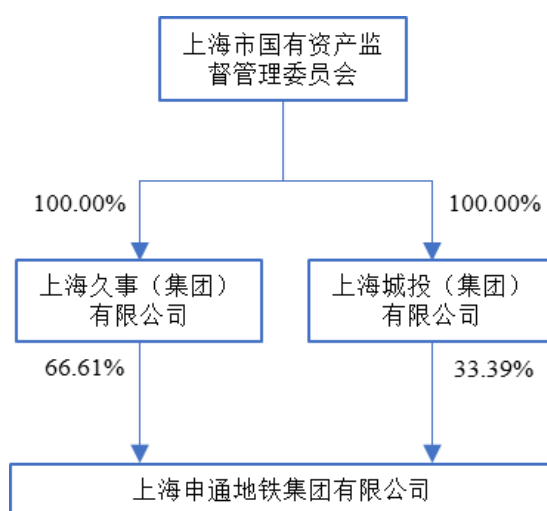 上海市国有资产监
督管理委员会
100.00%
100.00%
上海久事（集团）
有限公司
上海城投（集团）
有限公司
66.61%
33.39%
上海申通地铁集团有限公司